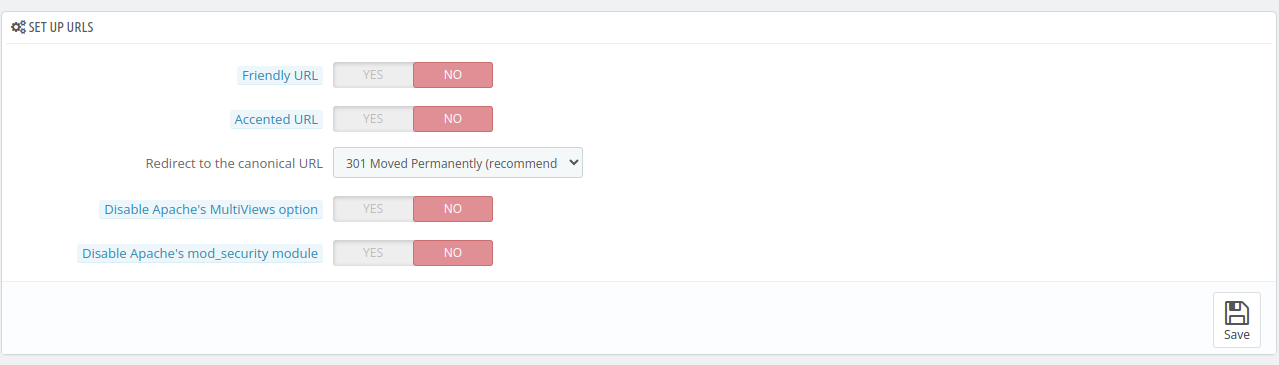 SET UP URLS
Friendly URL YES NO
Accented URL YES NO
Redirect to the canonical URL 301 Moved Permanently (recommend
Disable Apache's MultiViews option YES NO
Disable Apache's mod_security module YES NO
Save